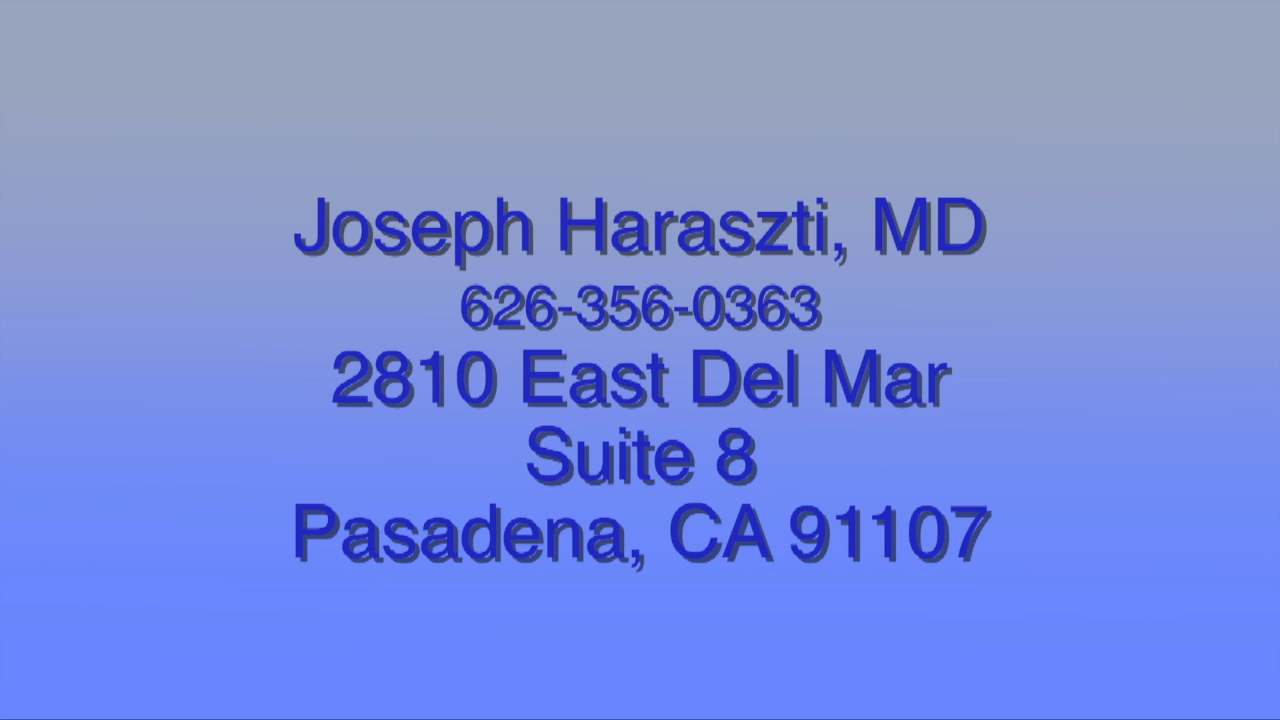 Joseph Haraszti, MD
626-356-0363
2810 East Del Mar
Suite 8
Pasadena, CA 91107